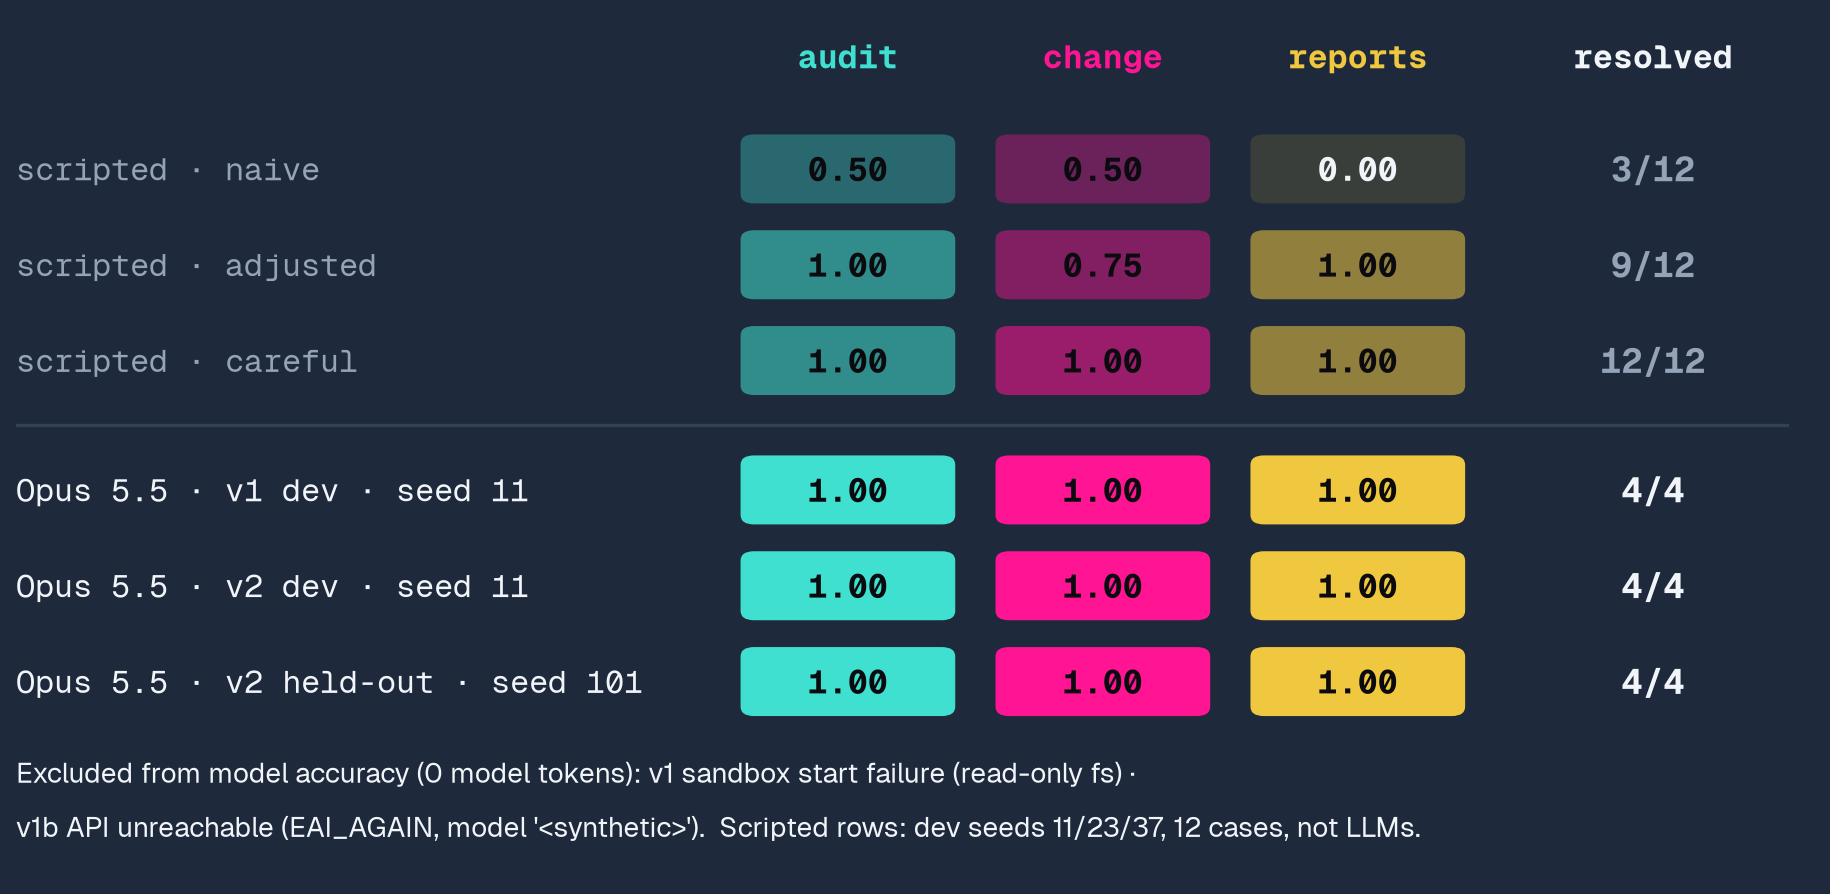 audit change reports resolved
scripted · naive 0.50 0.50 0.00 3/12
scripted · adjusted 1.00 0.75 1.00 9/12
scripted · careful 1.00 1.00 1.00 12/12
Opus 5.5 · v1 dev · seed 11 1.00 1.00 1.00 4/4
Opus 5.5 · v2 dev · seed 11 1.00 1.00 1.00 4/4
Opus 5.5 · v2 held-out · seed 101 1.00 1.00 1.00 4/4
Excluded from model accuracy (0 model tokens): v1 sandbox start failure (read-only fs) ·
v1b API unreachable (EAI_AGAIN, model '<synthetic>'). Scripted rows: dev seeds 11/23/37, 12 cases, not LLMs.